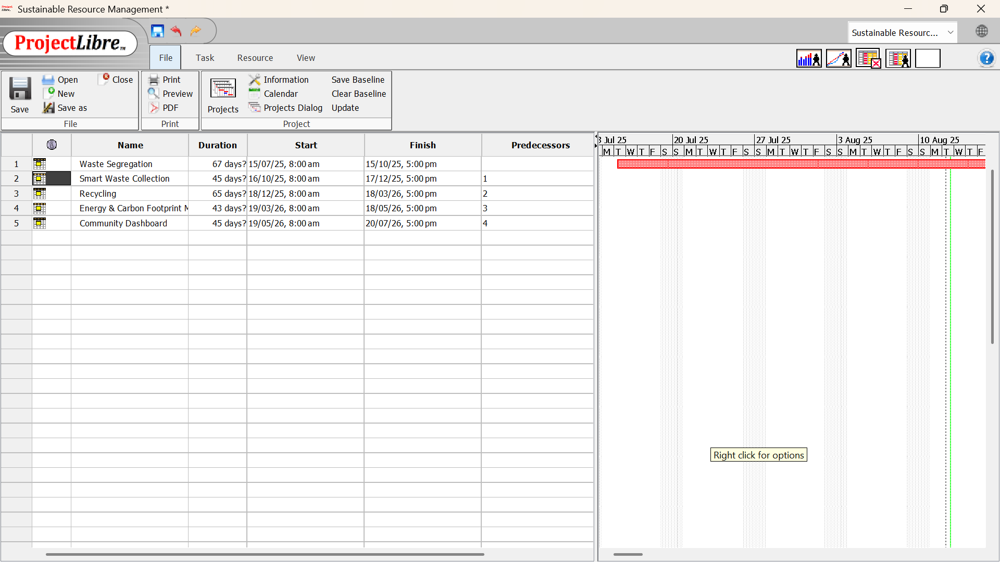 Sustainable Resource Management *
ProjectLibre™
Sustainable Resourc...
File Task Resource View
Save
Open
New
Save as
Close
File
Print
Preview
PDF
Print
Projects
Information
Calendar
Projects Dialog
Save Baseline
Clear Baseline
Update
Project
Name Duration Start Finish Predecessors
1 Waste Segregation 67 days? 15/07/25, 8:00 am 15/10/25, 5:00 pm
2 Smart Waste Collection 45 days? 16/10/25, 8:00 am 17/12/25, 5:00 pm 1
3 Recycling 65 days? 18/12/25, 8:00 am 18/03/26, 5:00 pm 2
4 Energy & Carbon Footprint 43 days? 19/03/26, 8:00 am 18/05/26, 5:00 pm 3
5 Community Dashboard 45 days? 19/05/26, 8:00 am 20/07/26, 5:00 pm 4
3 Jul 25 20 Jul 25 27 Jul 25 3 Aug 25 10 Aug 25
M T W T F S S M T W T F S S M T W T F S S M T W T F S S M T W T F
Right click for options